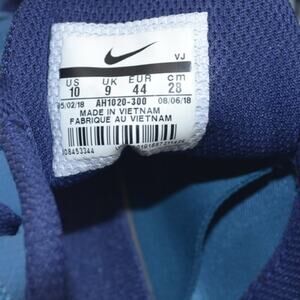 VJ
US UK EUR cm
10 9 44 28
05/02/18 AH1020-300 08/06/18
MADE IN VIETNAM
FABRIQUE AU VIETNAM